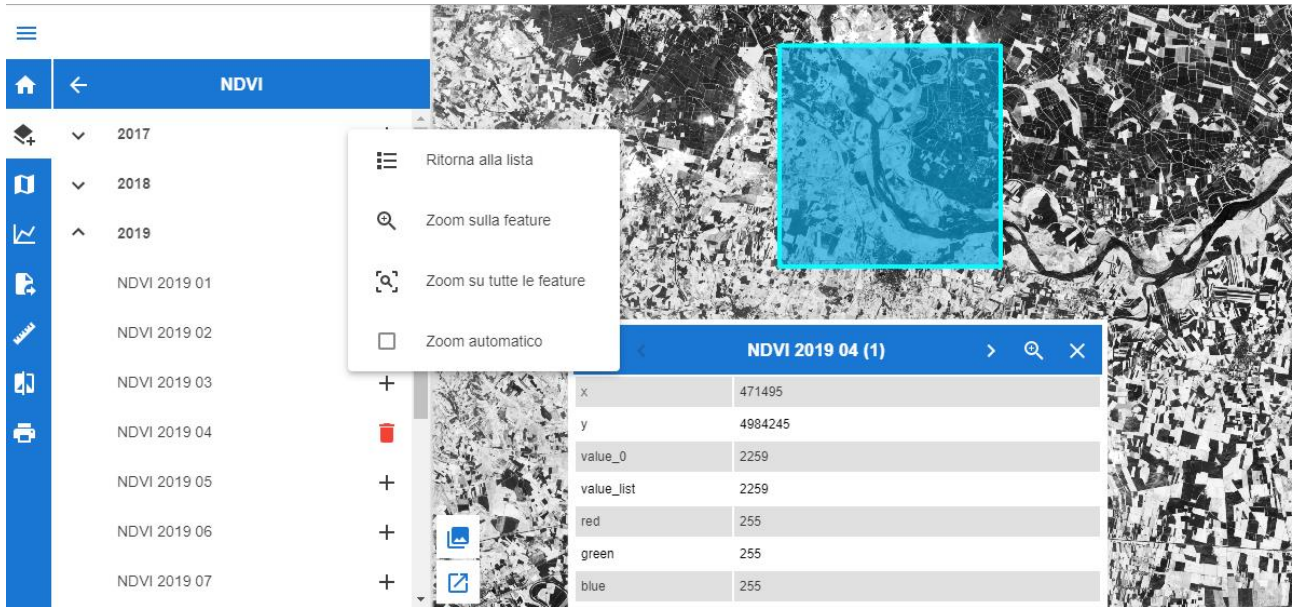 NDVI
2017
2018
2019
NDVI 2019 01
NDVI 2019 02
NDVI 2019 03
NDVI 2019 04
NDVI 2019 05
NDVI 2019 06
NDVI 2019 07
Ritorna alla lista
Zoom sulla feature
Zoom su tutte le feature
Zoom automatico
NDVI 2019 04 (1)
x 471495
y 4984245
value_0 2259
value_list 2259
red 255
green 255
blue 255